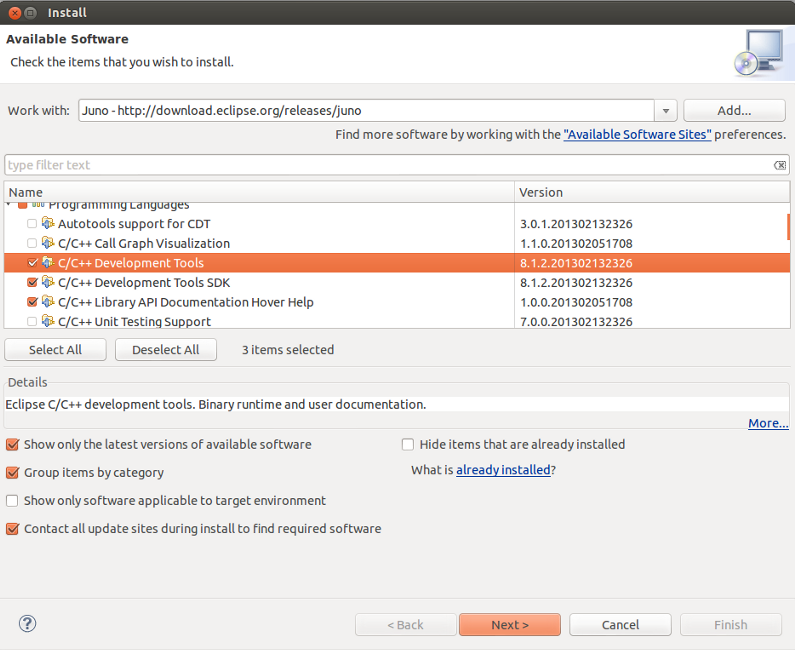 Install
Available Software
Check the items that you wish to install.
Work with: Juno - http://download.eclipse.org/releases/juno Add...
Find more software by working with the "Available Software Sites" preferences.
type filter text
Name Version
Programming Languages
Autotools support for CDT 3.0.1.201302132326
C/C++ Call Graph Visualization 1.1.0.201302051708
C/C++ Development Tools 8.1.2.201302132326
C/C++ Development Tools SDK 8.1.2.201302132326
C/C++ Library API Documentation Hover Help 1.0.0.201302051708
C/C++ Unit Testing Support 7.0.0.201302132326
Select All Deselect All 3 items selected
Details
Eclipse C/C++ development tools. Binary runtime and user documentation.
More...
Show only the latest versions of available software Hide items that are already installed
Group items by category What is already installed?
Show only software applicable to target environment
Contact all update sites during install to find required software
? < Back Next > Cancel Finish